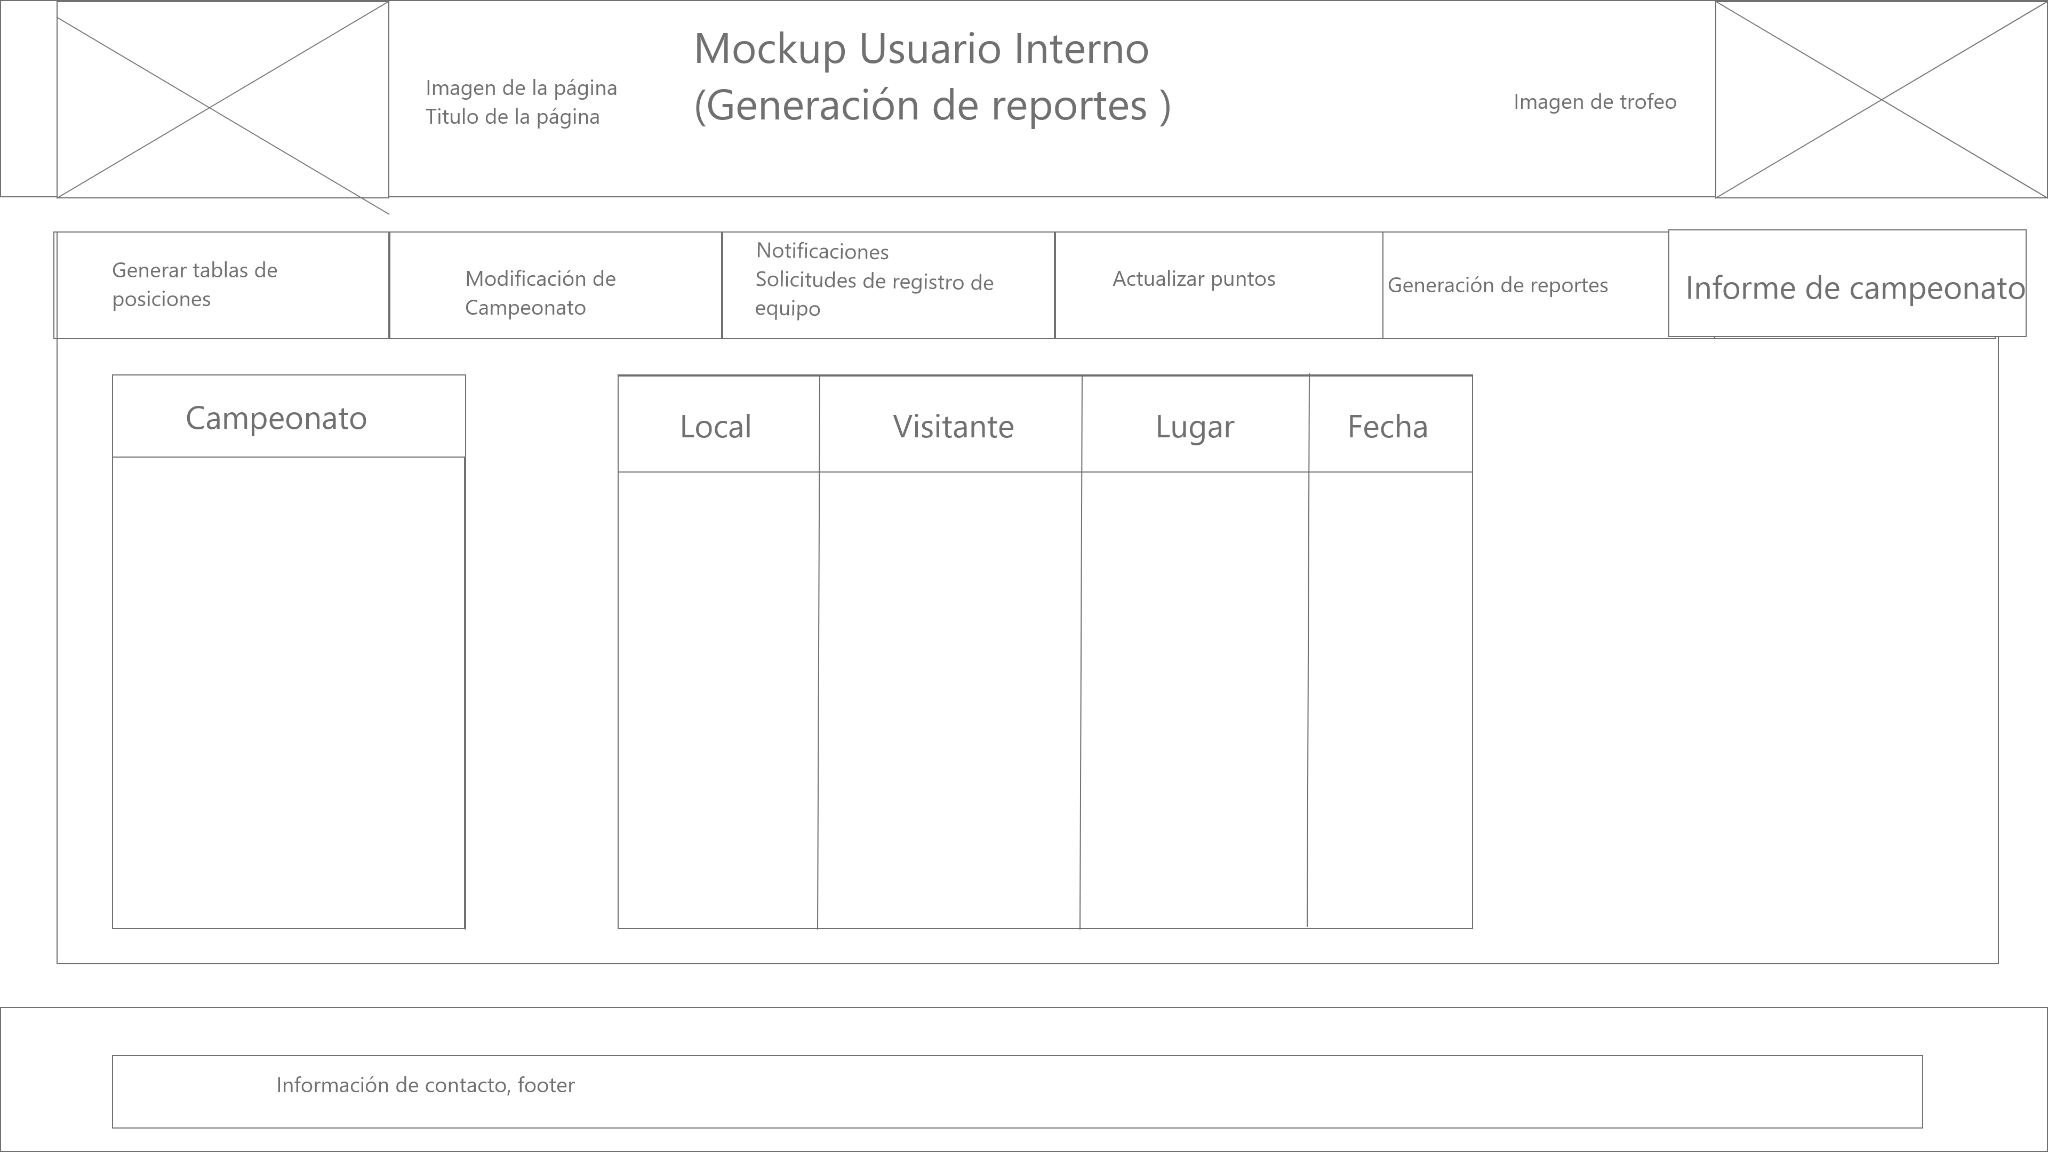 Mockup Usuario Interno
(Generación de reportes )
Imagen de la página
Titulo de la página
Imagen de trofeo
Generar tablas de
posiciones
Modificación de
Campeonato
Notificaciones
Solicitudes de registro de
equipo
Actualizar puntos
Generación de reportes
Informe de campeonato
Campeonato
Local
Visitante
Lugar
Fecha
Información de contacto, footer